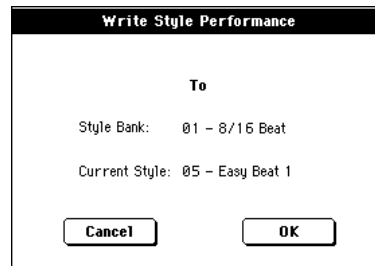 Write Style Performance
To
Style Bank: 01 - 8/16 Beat
Current Style: 05 - Easy Beat 1
Cancel OK